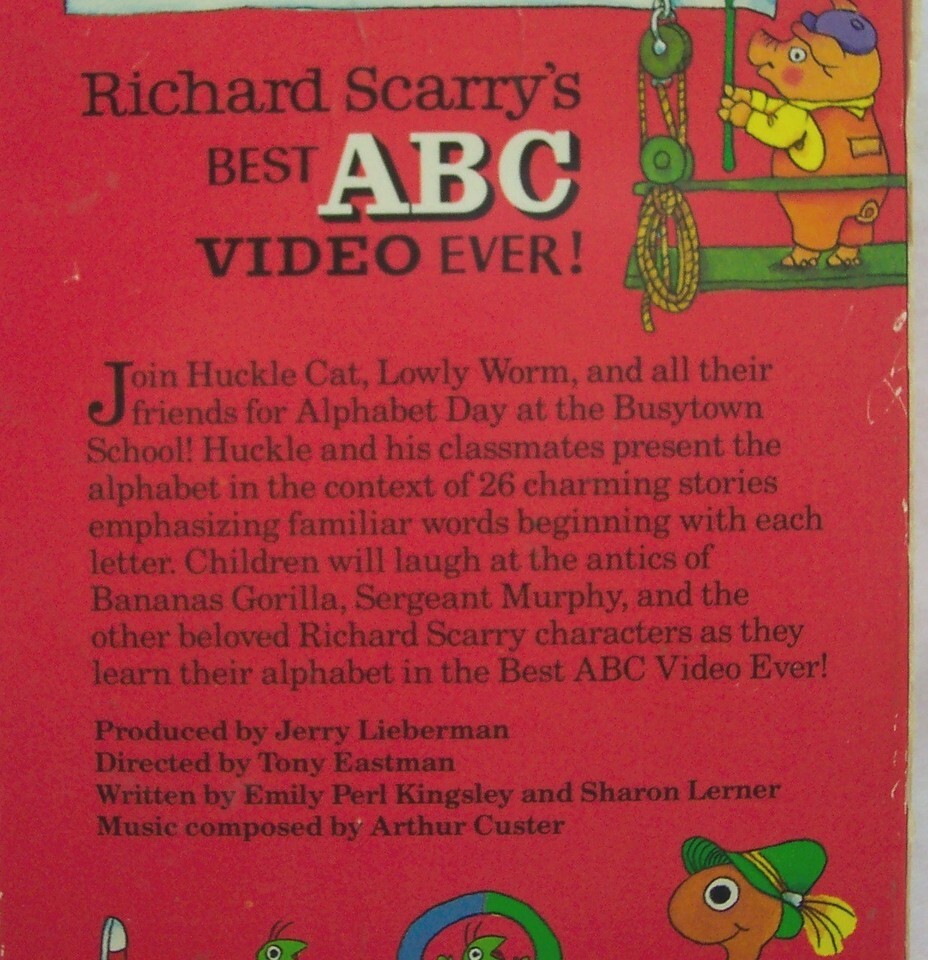 Richard Scarry's
BEST ABC
VIDEO EVER!
Join Huckle Cat, Lowly Worm, and all their
friends for Alphabet Day at the Busytown
School! Huckle and his classmates present the
alphabet in the context of 26 charming stories
emphasizing familiar words beginning with each
letter. Children will laugh at the antics of
Bananas Gorilla, Sergeant Murphy, and the
other beloved Richard Scarry characters as they
learn their alphabet in the Best ABC Video Ever!
Produced by Jerry Lieberman
Directed by Tony Eastman
Written by Emily Perl Kingsley and Sharon Lerner
Music composed by Arthur Custer